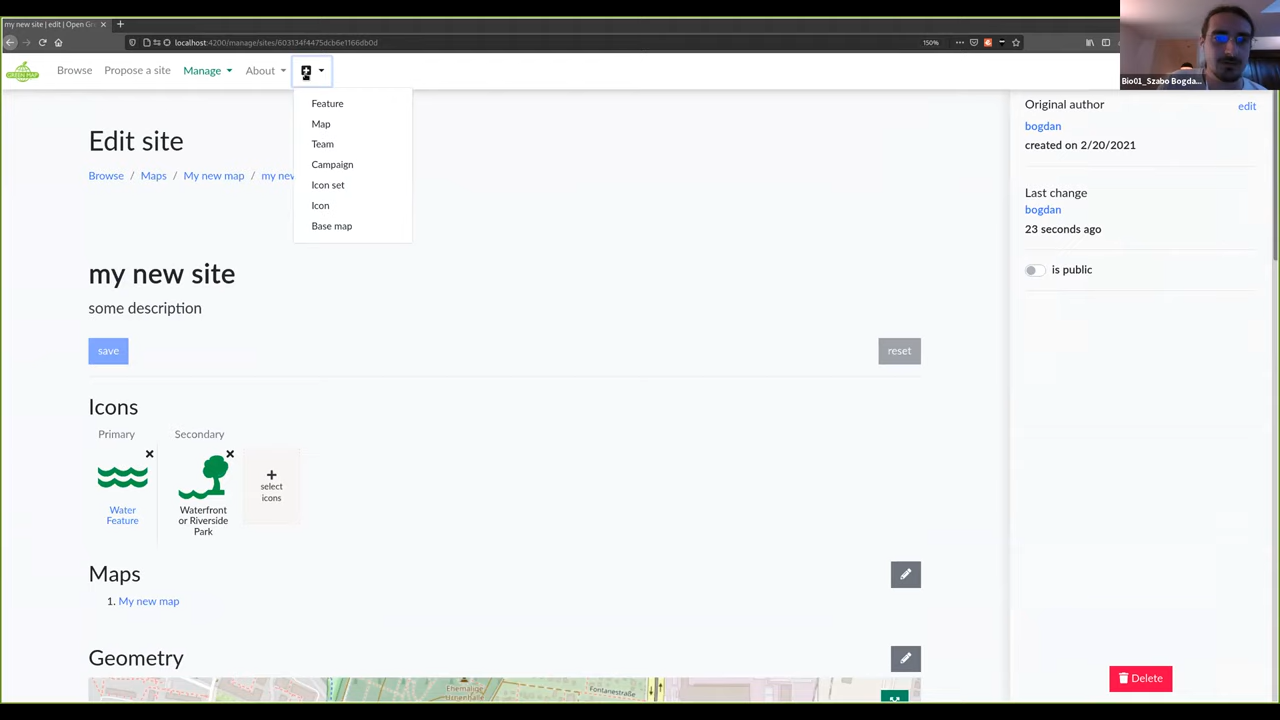 my new site | edit | Open Gr
localhost:4200/manage/sites/603134f4475dcb6e1166db0d
150%
GREEN MAP
Browse
Propose a site
Manage
About
Feature
Map
Team
Campaign
Icon set
Icon
Base map
Edit site
Browse / Maps / My new map / my nev
my new site
some description
save
reset
Icons
Primary
Secondary
Water
Feature
Waterfront
or Riverside
Park
select
icons
Maps
1. My new map
Geometry
Ehemalige
Fontanestraße
Original author
edit
bogdan
created on 2/20/2021
Last change
bogdan
23 seconds ago
is public
Delete
Bio01_Szabo Bogda...